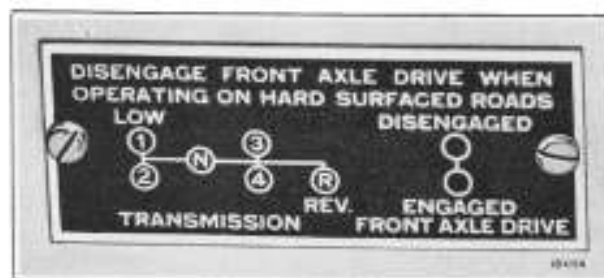 DISENGAGE FRONT AXLE DRIVE WHEN
OPERATING ON HARD SURFACED ROADS
LOW DISENGAGED
1 3
N
2 4 R
REV. ENGAGED
TRANSMISSION FRONT AXLE DRIVE